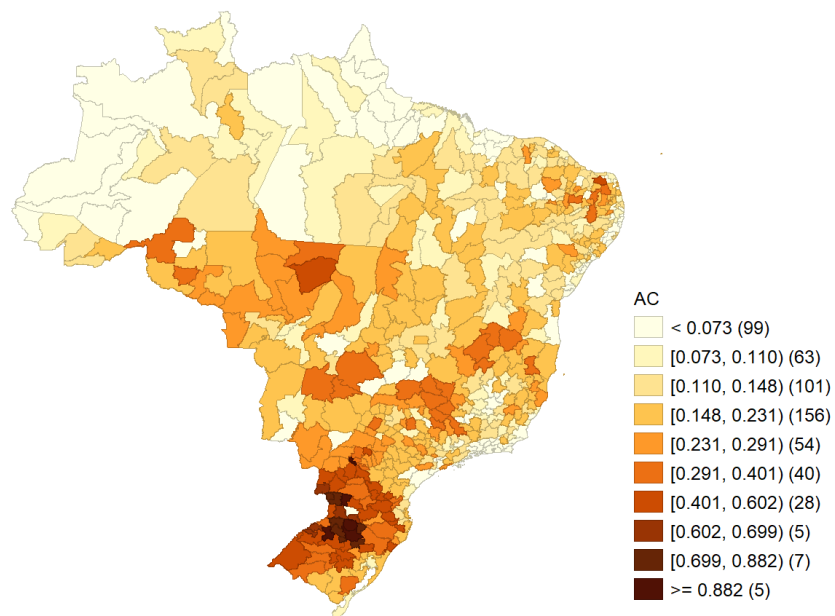 AC
< 0.073 (99)
[0.073, 0.110) (63)
[0.110, 0.148) (101)
[0.148, 0.231) (156)
[0.231, 0.291) (54)
[0.291, 0.401) (40)
[0.401, 0.602) (28)
[0.602, 0.699) (5)
[0.699, 0.882) (7)
>= 0.882 (5)